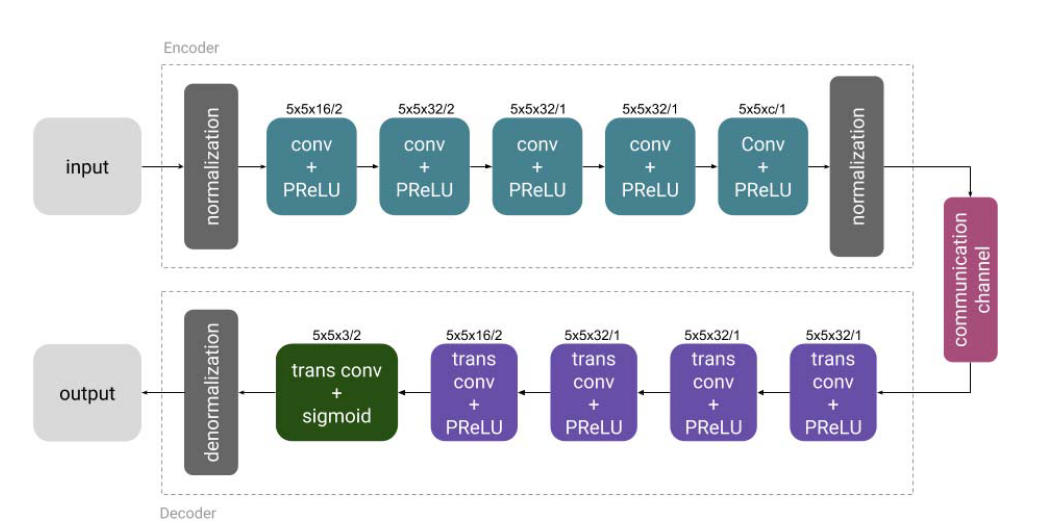 Encoder
input
normalization
5x5x16/2
conv
+
PReLU
5x5x32/2
conv
+
PReLU
5x5x32/1
conv
+
PReLU
5x5x32/1
conv
+
PReLU
5x5xc/1
Conv
+
PReLU
normalization
communication
channel
5x5x32/1
trans
conv
+
PReLU
5x5x32/1
trans
conv
+
PReLU
5x5x32/1
trans
conv
+
PReLU
5x5x16/2
trans
conv
+
PReLU
5x5x3/2
trans conv
+
sigmoid
denormalization
output
Decoder